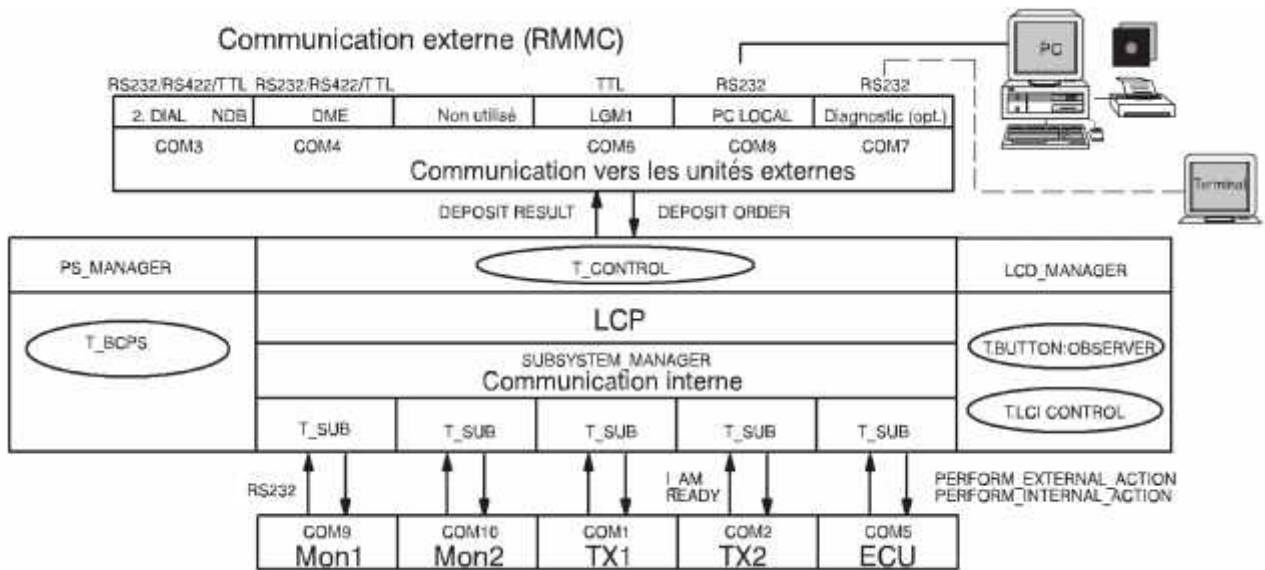 Communication externe (RMMC)
PC
RS232/RS422/TTL RS232/RS422/TTL TTL RS232 RS232
2. DIAL NDB DME Non utilisé LGM1 PC LOCAL Diagnostic (opt.)
COM3 COM4 COM6 COM8 COM7
Communication vers les unités externes
Terminal
DEPOSIT RESULT DEPOSIT ORDER
PS_MANAGER T_CONTROL LCD_MANAGER
LCP
T_BCPS T.BUTTON:OBSERVER
SUBSYSTEM_MANAGER
Communication interne
T.LCI CONTROL
T_SUB T_SUB T_SUB T_SUB T_SUB
RS232 I AM
READY
PERFORM_EXTERNAL_ACTION
PERFORM_INTERNAL_ACTION
COM9 COM10 COM1 COM2 COM5
Mon1 Mon2 TX1 TX2 ECU